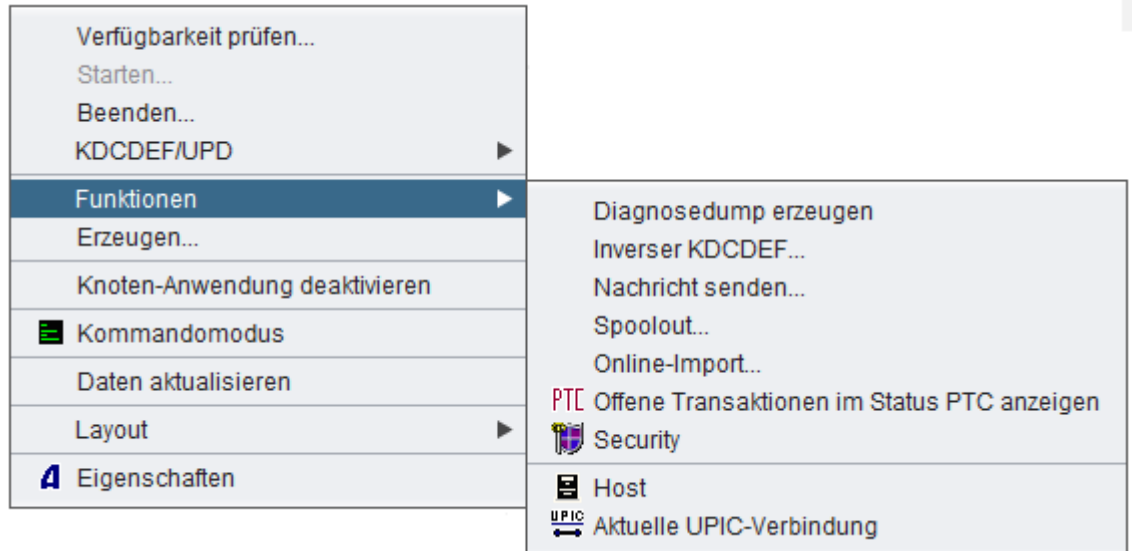 Verfügbarkeit prüfen...
Starten...
Beenden...
KDCDEF/UPD
Funktionen
Erzeugen...
Knoten-Anwendung deaktivieren
Kommandomodus
Daten aktualisieren
Layout
Eigenschaften
Diagnosedump erzeugen
Inverser KDCDEF...
Nachricht senden...
Spoolout...
Online-Import...
PTC Offene Transaktionen im Status PTC anzeigen
Security
Host
UPIC Aktuelle UPIC-Verbindung